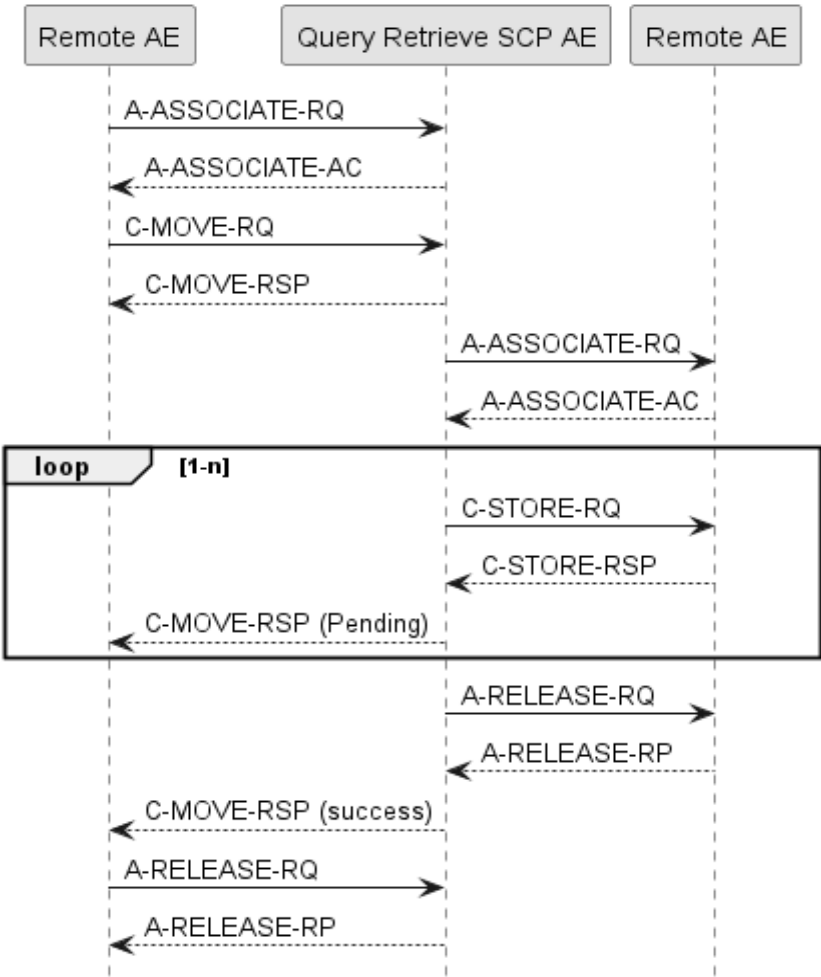 Remote AE
Query Retrieve SCP AE
Remote AE
A-ASSOCIATE-RQ
A-ASSOCIATE-AC
C-MOVE-RQ
C-MOVE-RSP
A-ASSOCIATE-RQ
A-ASSOCIATE-AC
loop [1-n]
C-STORE-RQ
C-STORE-RSP
C-MOVE-RSP (Pending)
A-RELEASE-RQ
A-RELEASE-RP
C-MOVE-RSP (success)
A-RELEASE-RQ
A-RELEASE-RP